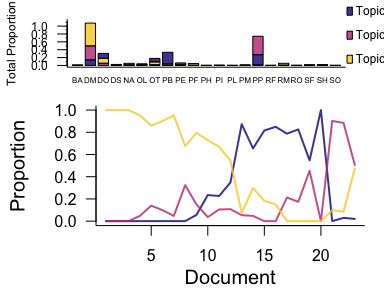 Total Proportion
1.0
0.8
0.6
0.4
0.2
0.0
BA DM DO DS NA OL OT PB PE PF PH PI PL PM PP RF RM RO SF SH SO
Topic
Topic
Topic
Proportion
1.0
0.8
0.6
0.4
0.2
0.0
5 10 15 20
Document